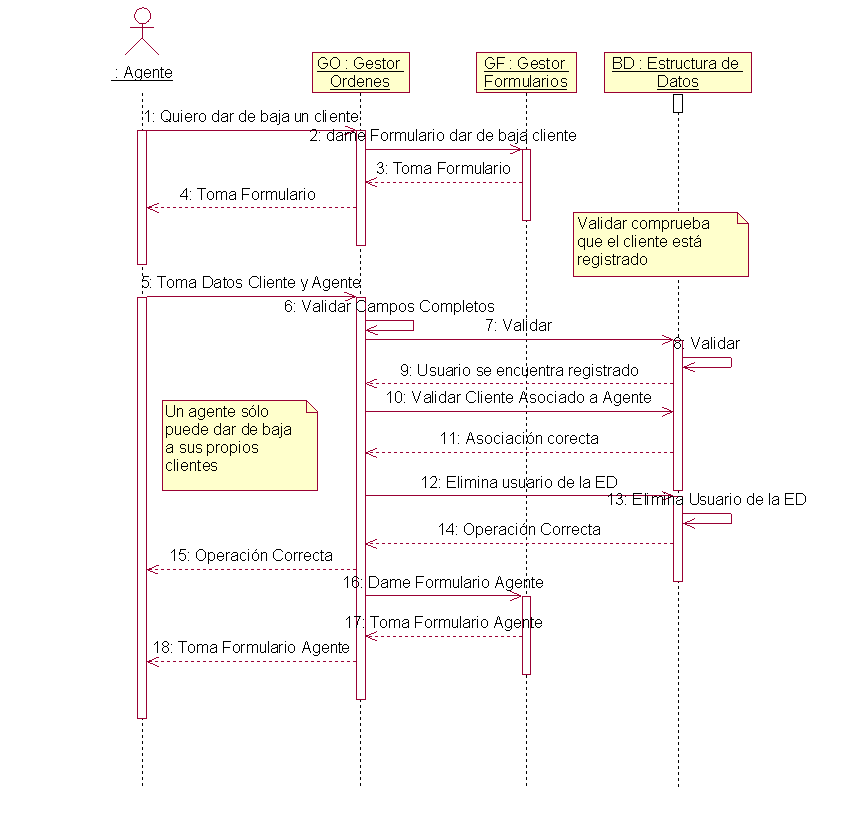 : Agente
GO : Gestor
Ordenes
GF : Gestor
Formularios
BD : Estructura de
Datos
1: Quiero dar de baja un cliente
2: dame Formulario dar de baja cliente
3: Toma Formulario
4: Toma Formulario
Validar comprueba
que el cliente está
registrado
5: Toma Datos Cliente y Agente
6: Validar Campos Completos
7: Validar
8: Validar
9: Usuario se encuentra registrado
10: Validar Cliente Asociado a Agente
Un agente sólo
puede dar de baja
a sus propios
clientes
11: Asociación corecta
12: Elimina usuario de la ED
13: Elimina Usuario de la ED
14: Operación Correcta
15: Operación Correcta
16: Dame Formulario Agente
17: Toma Formulario Agente
18: Toma Formulario Agente